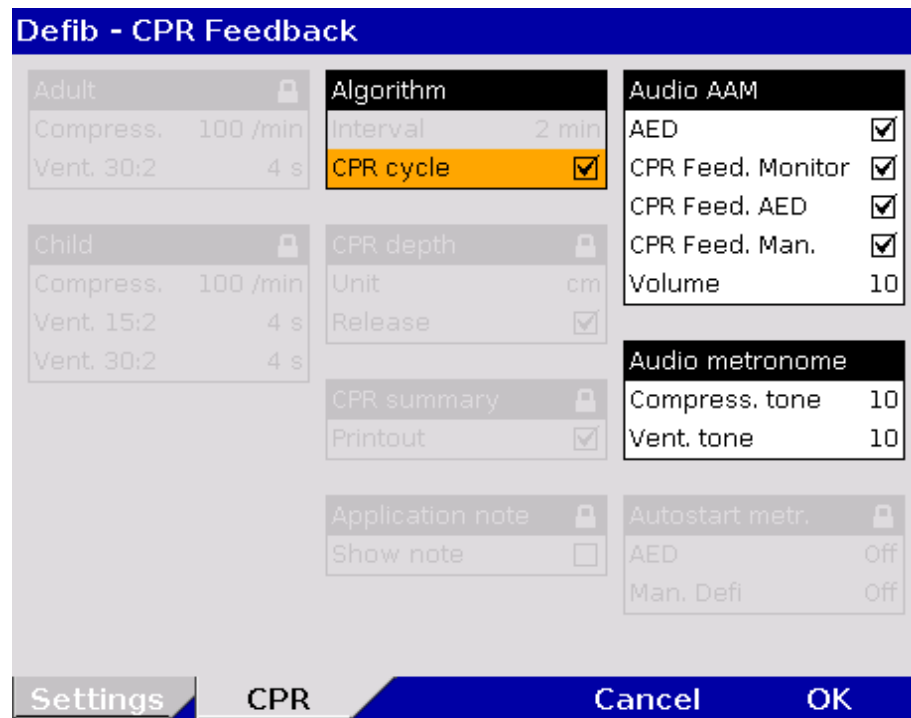 Defib - CPR Feedback
Adult
Compress. 100 /min
Vent. 30:2 4 s
Child
Compress. 100 /min
Vent. 15:2 4 s
Vent. 30:2 4 s
Algorithm
Interval 2 min
CPR cycle
CPR depth
Unit cm
Release
CPR summary
Printout
Application note
Show note
Audio AAM
AED
CPR Feed. Monitor
CPR Feed. AED
CPR Feed. Man.
Volume 10
Audio metronome
Compress. tone 10
Vent. tone 10
Autostart metr.
AED Off
Man. Defi Off
Settings CPR Cancel OK